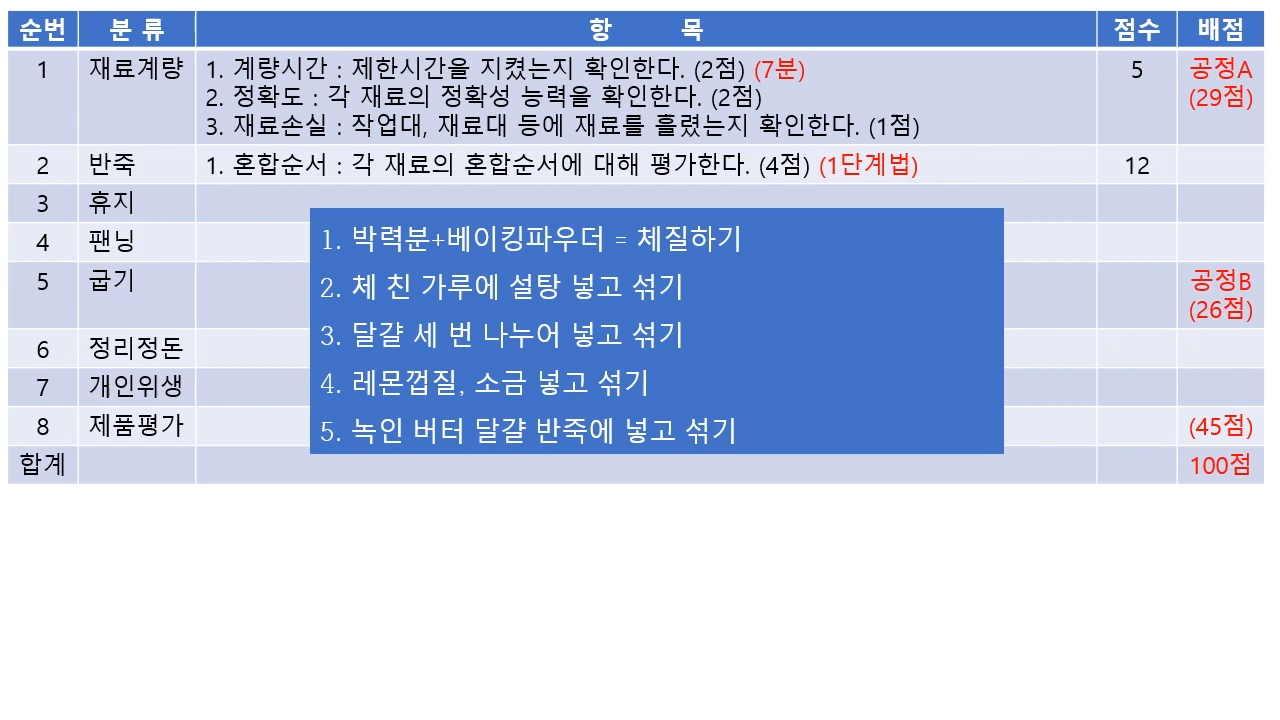 순번 분 류 항 목 점수 배점
1 재료계량 1. 계량시간 : 제한시간을 지켰는지 확인한다. (2점) (7분) 5 공정A
2. 정확도 : 각 재료의 정확성 능력을 확인한다. (2점) (29점)
3. 재료손실 : 작업대, 재료대 등에 재료를 흘렸는지 확인한다. (1점)
2 반죽 1. 혼합순서 : 각 재료의 혼합순서에 대해 평가한다. (4점) (1단계법) 12
3 휴지
4 팬닝
5 굽기 공정B
(26점)
6 정리정돈
7 개인위생
8 제품평가 (45점)
합계 100점
1. 박력분+베이킹파우더 = 체질하기
2. 체 친 가루에 설탕 넣고 섞기
3. 달걀 세 번 나누어 넣고 섞기
4. 레몬껍질, 소금 넣고 섞기
5. 녹인 버터 달걀 반죽에 넣고 섞기